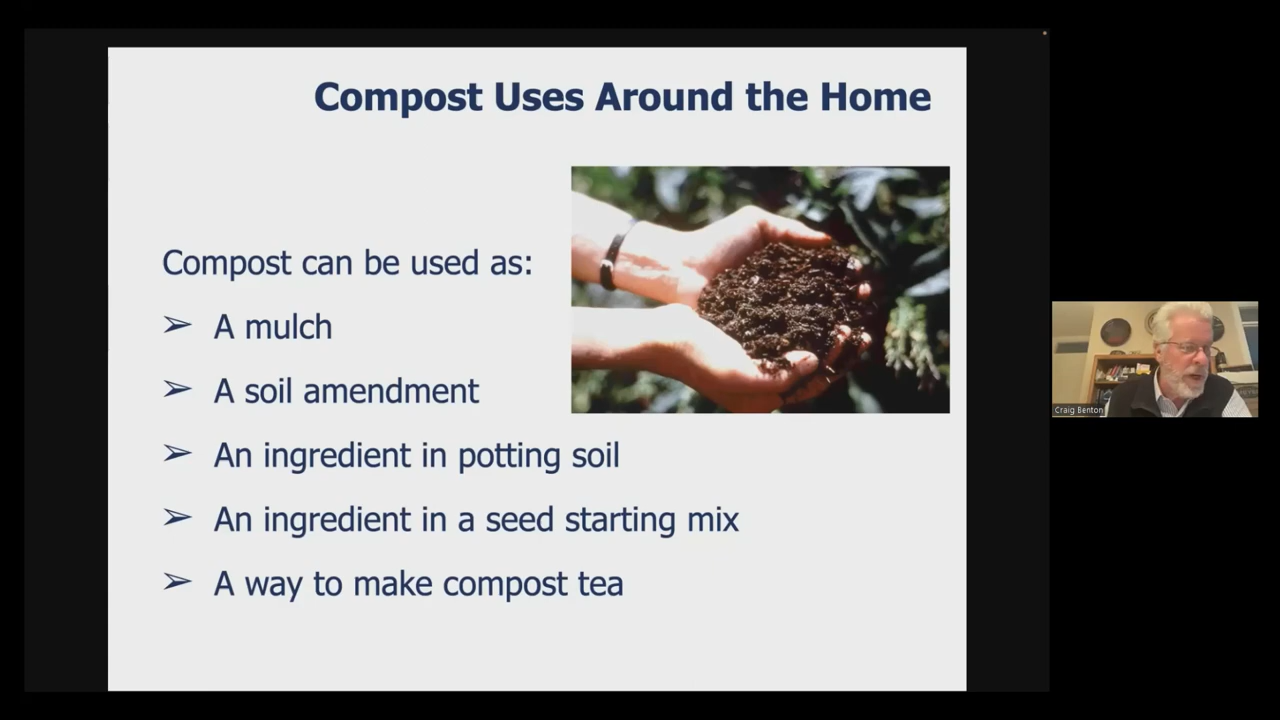 Compost Uses Around the Home
Compost can be used as:
➢ A mulch
➢ A soil amendment
➢ An ingredient in potting soil
➢ An ingredient in a seed starting mix
➢ A way to make compost tea
Craig Benton